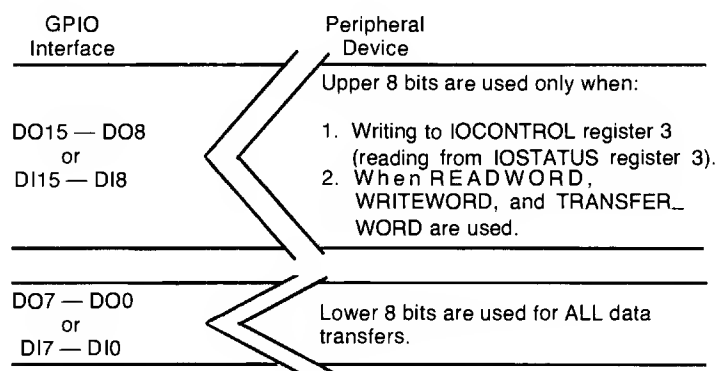 GPIO
Interface
Peripheral
Device
DO15 — DO8
or
DI15 — DI8
Upper 8 bits are used only when:
1. Writing to IOCONTROL register 3
(reading from IOSTATUS register 3).
2. When READWORD,
WRITEWORD, and TRANSFER_
WORD are used.
DO7 — DO0
or
DI7 — DI0
Lower 8 bits are used for ALL data
transfers.